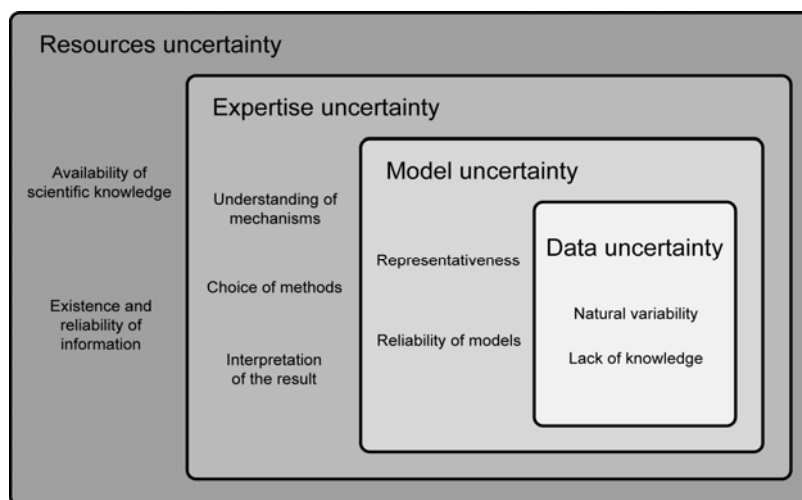 Resources uncertainty
Availability of
scientific knowledge
Existence and
reliability of
information
Expertise uncertainty
Understanding of
mechanisms
Choice of methods
Interpretation
of the result
Model uncertainty
Representativeness
Reliability of models
Data uncertainty
Natural variability
Lack of knowledge